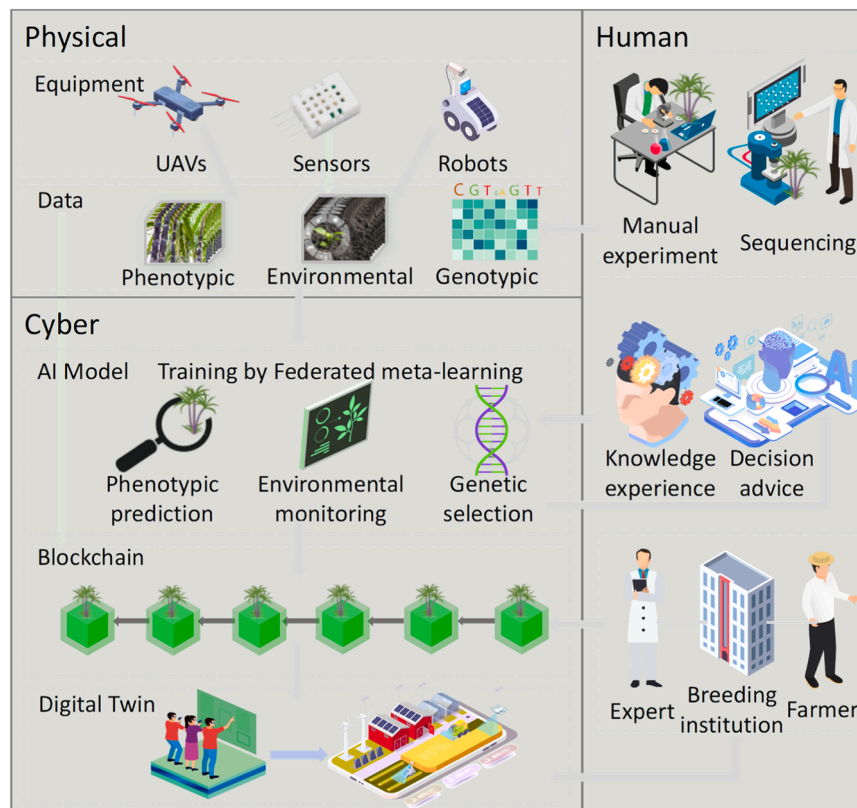 Physical
Equipment
UAVs
Sensors
Robots
Data
CGTGAGTT
Phenotypic
Environmental
Genotypic
Human
Manual
experiment
Sequencing
Cyber
AI Model
Training by Federated meta-learning
Phenotypic
prediction
Environmental
monitoring
Genetic
selection
AI
Knowledge
experience
Decision
advice
Blockchain
Expert
Breeding
institution
Farmer
Digital Twin